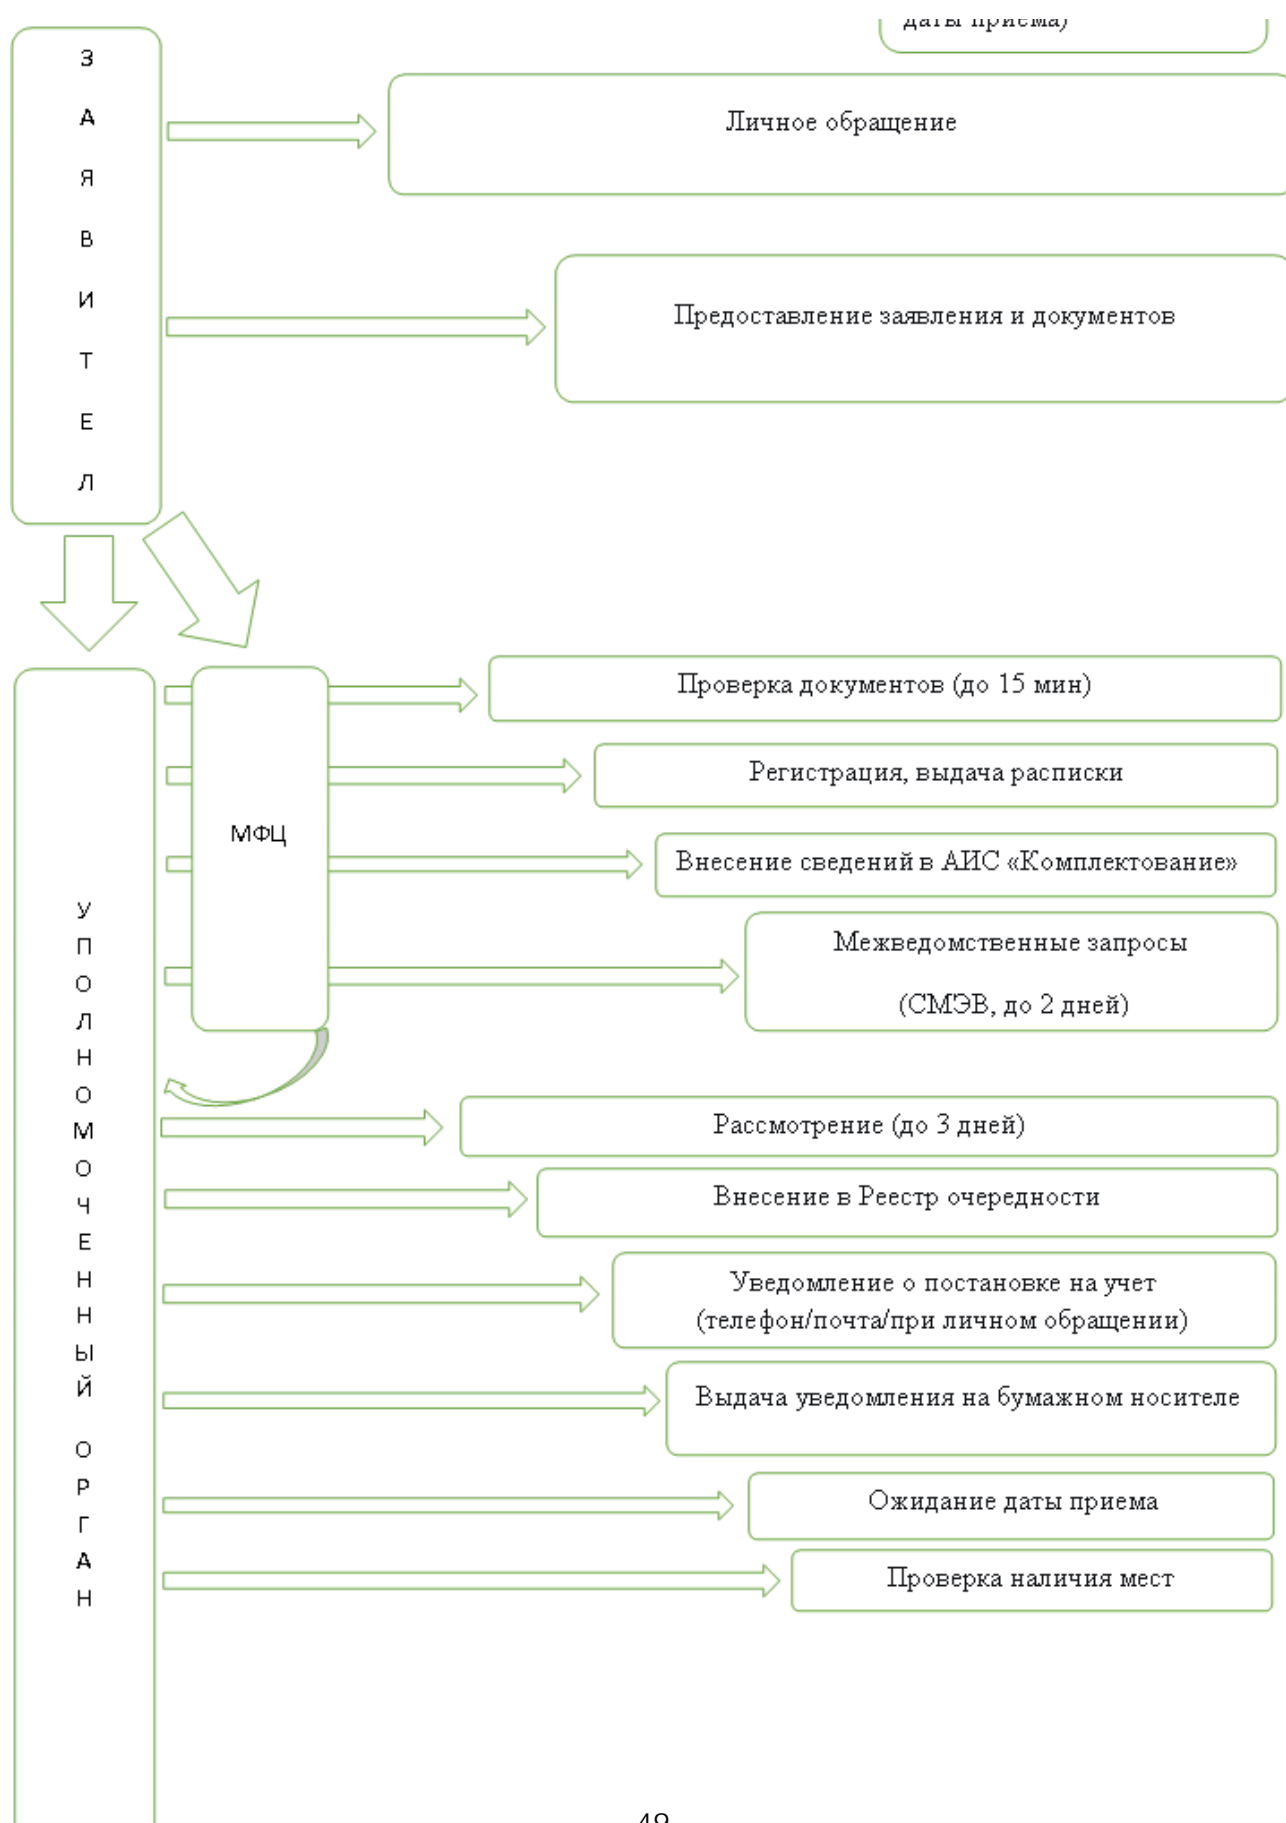 даты приема)
З
А
Я
В
И
Т
Е
Л
Личное обращение
Предоставление заявления и документов
МФЦ
Проверка документов (до 15 мин)
Регистрация, выдача расписки
Внесение сведений в АИС «Комплектование»
Межведомственные запросы
(СМЭВ, до 2 дней)
У
П
О
Л
Н
О
М
О
Ч
Е
Н
Н
Ы
Й
О
Р
Г
А
Н
Рассмотрение (до 3 дней)
Внесение в Реестр очередности
Уведомление о постановке на учет
(телефон/почта/при личном обращении)
Выдача уведомления на бумажном носителе
Ожидание даты приема
Проверка наличия мест